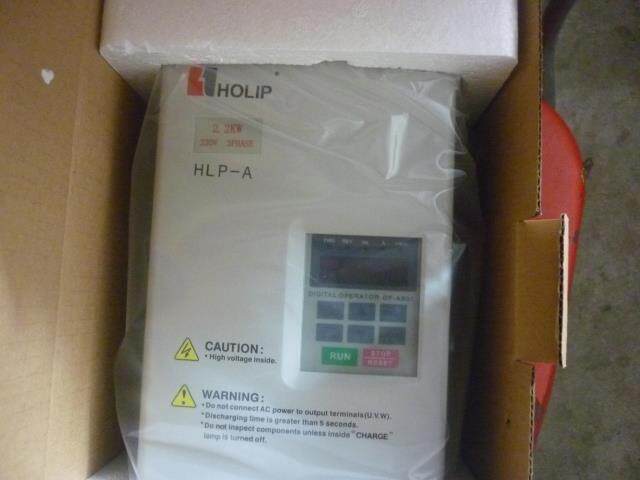 HOLIP
2.2KW
220V 3PHASE
HLP-A
DIGITAL OPERATOR
RUN
STOP
RESET
CAUTION:
• High voltage inside.
WARNING:
• Do not connect AC power to output terminals(U.V.W).
• Discharging time is greater than 5 seconds.
• Do not inspect components unless inside "CHARGE"
lamp is turned off.